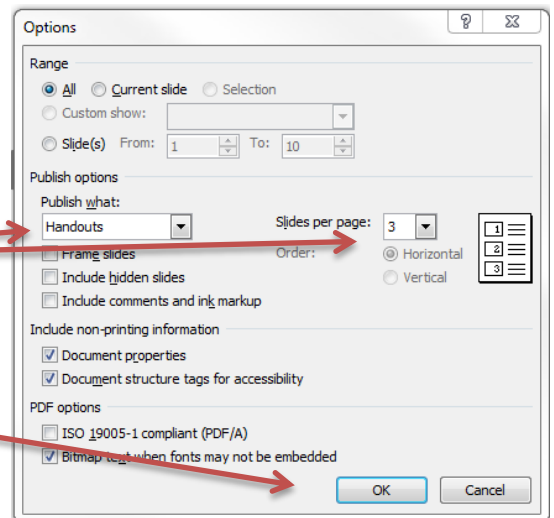 Options
Range
All Current slide Selection
Custom show:
Slide(s) From: 1 To: 10
Publish options
Publish what:
Handouts Slides per page: 3
Frame slides Order: Horizontal
Include hidden slides Vertical
Include comments and ink markup
1
2
3
Include non-printing information
Document properties
Document structure tags for accessibility
PDF options
ISO 19005-1 compliant (PDF/A)
Bitmap text when fonts may not be embedded
OK Cancel